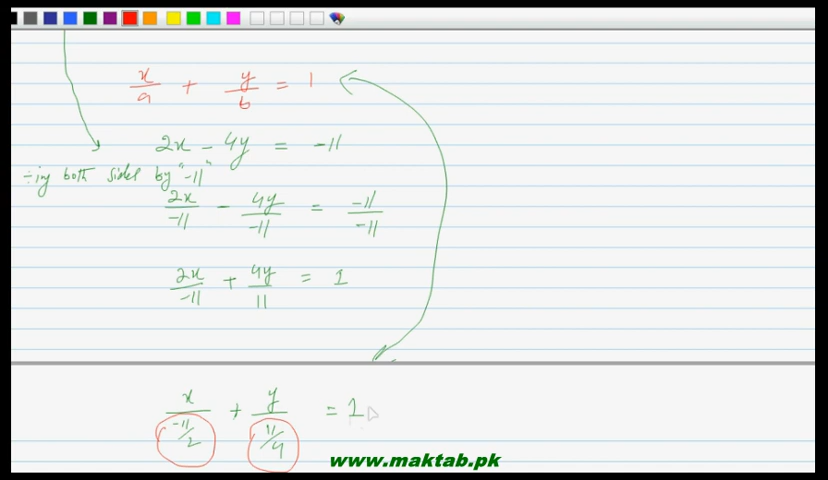 x/a + y/b = 1
2x - 4y = -11
÷ing both sides by "-11"
2x/-11 - 4y/-11 = -11/-11
2x/-11 + 4y/11 = 1
x/(-11/2) + y/(11/4) = 1
www.maktab.pk